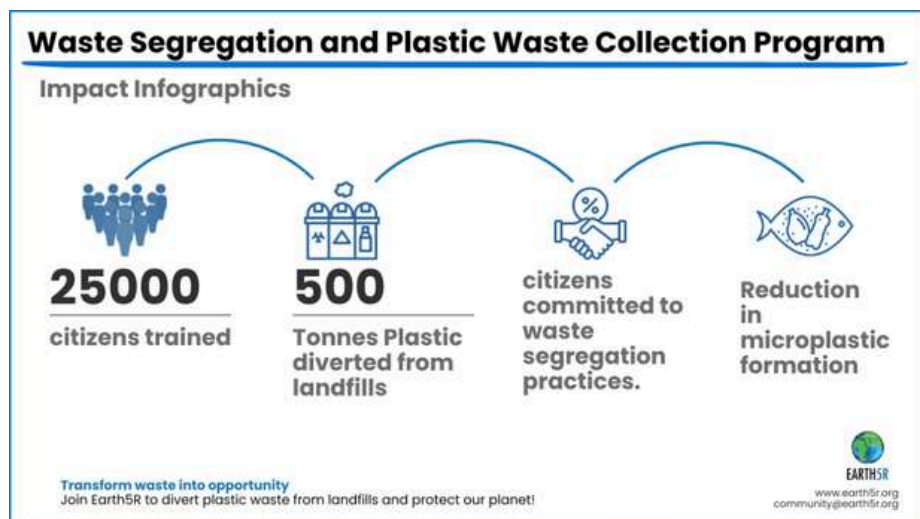 Waste Segregation and Plastic Waste Collection Program
Impact Infographics
25000
citizens trained
500
Tonnes Plastic
diverted from
landfills
%
citizens
committed to
waste
segregation
practices.
Reduction
in
microplastic
formation
Transform waste into opportunity
Join Earth5R to divert plastic waste from landfills and protect our planet!
EARTH5R
www.earth5r.org
community@earth5r.org